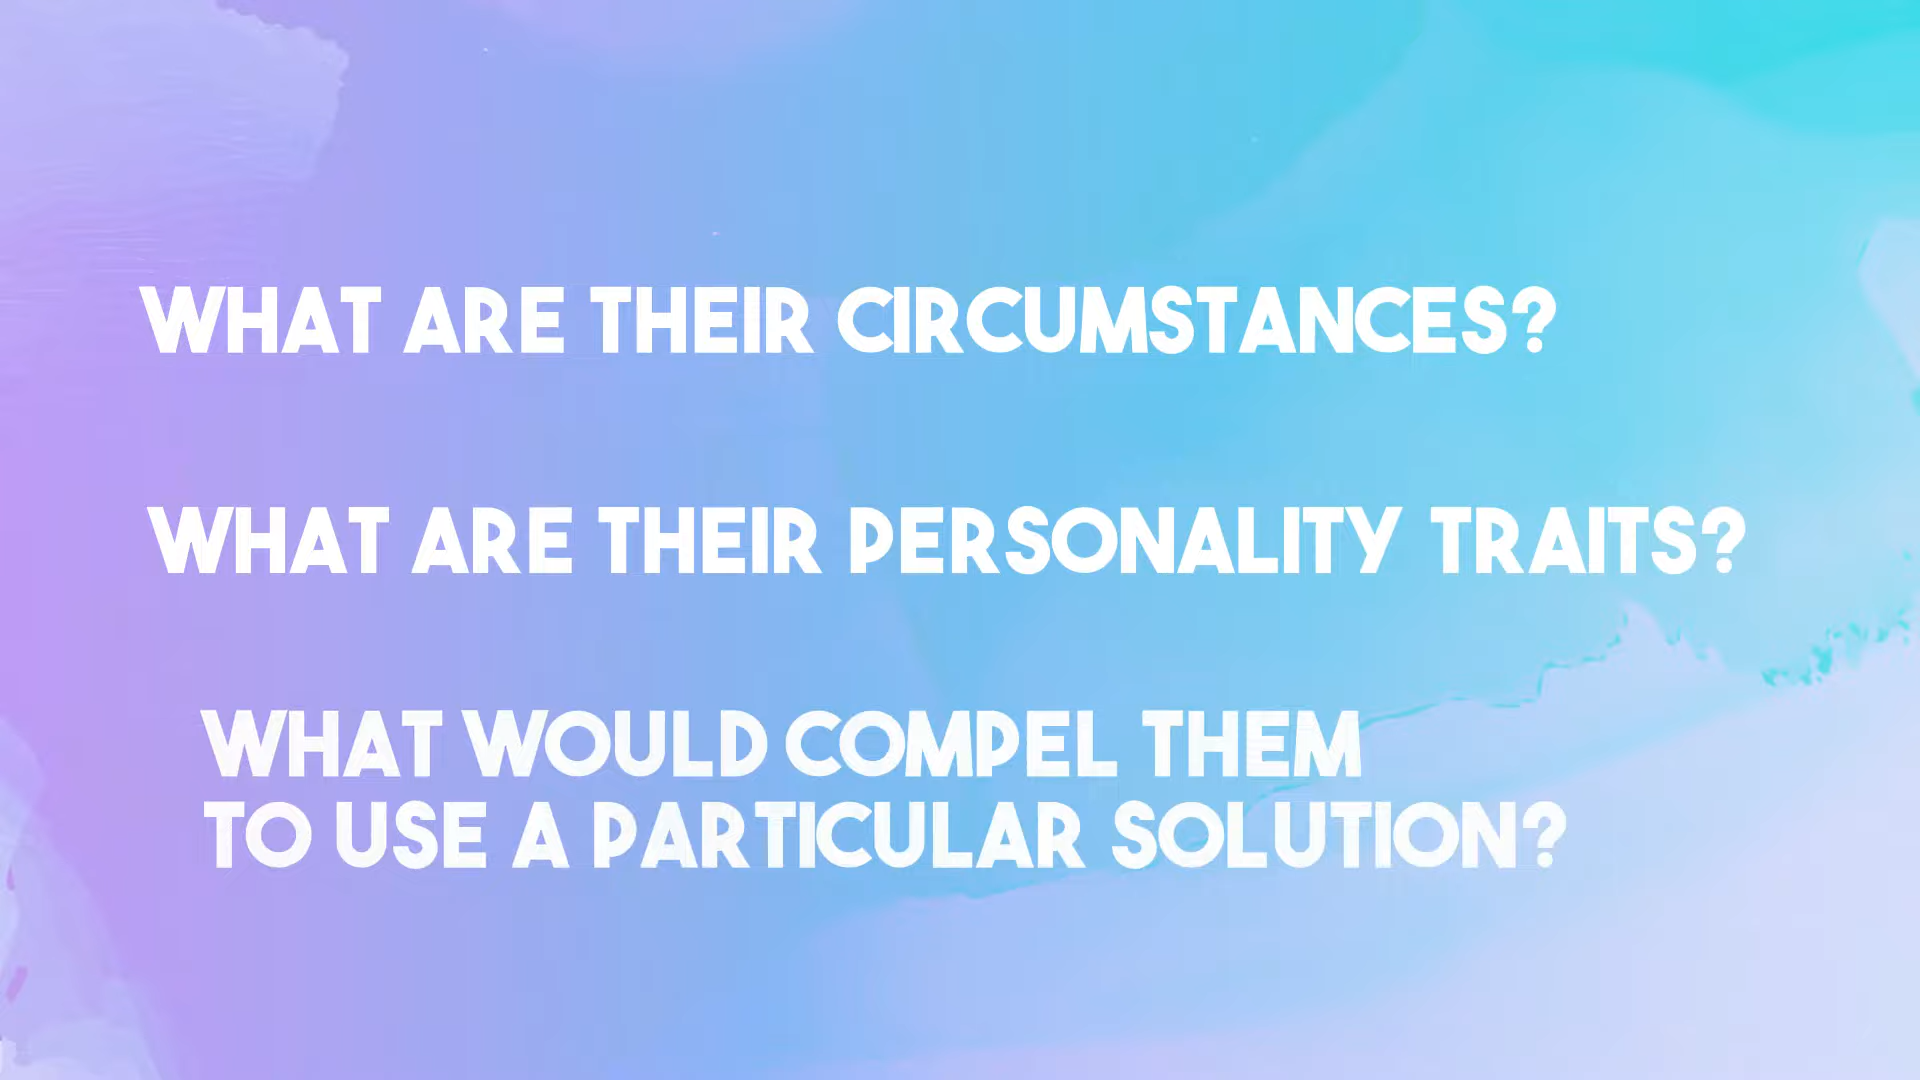 WHAT ARE THEIR CIRCUMSTANCES?
WHAT ARE THEIR PERSONALITY TRAITS?
WHAT WOULD COMPEL THEM
TO USE A PARTICULAR SOLUTION?